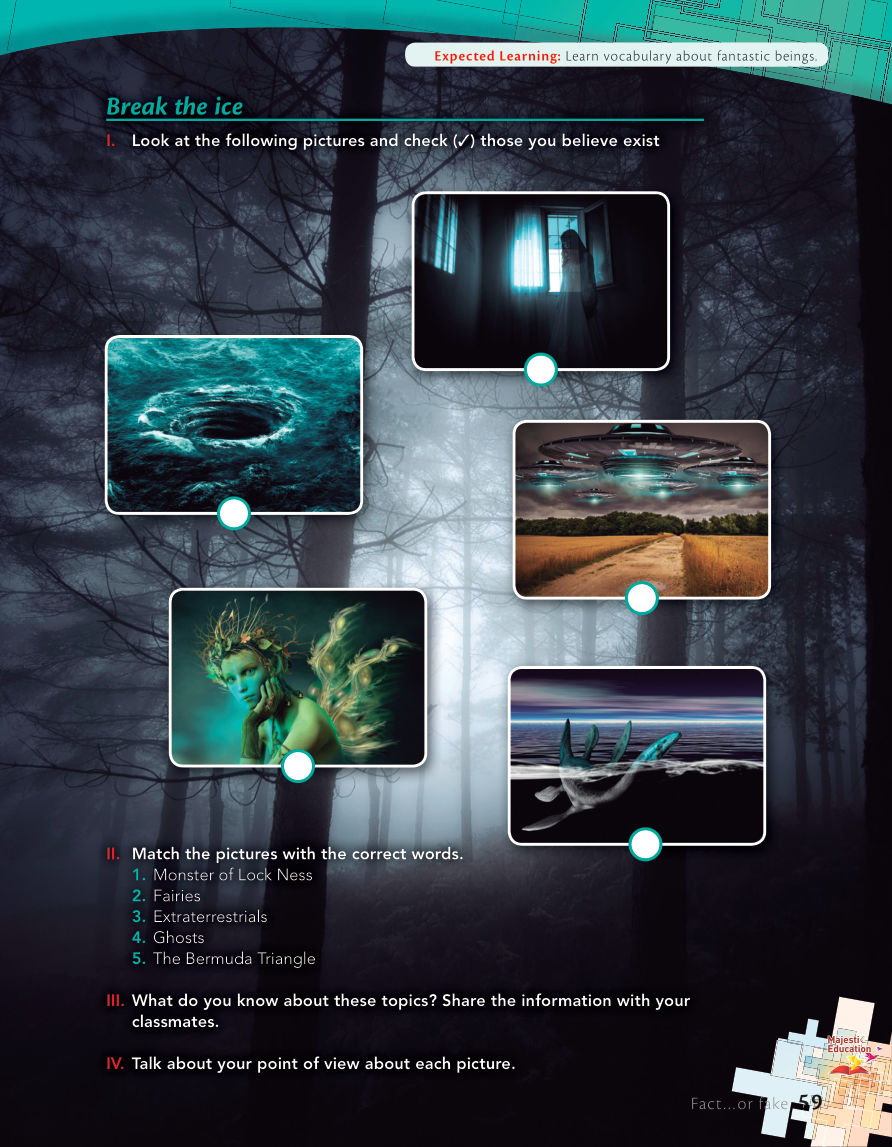 Expected Learning: Learn vocabulary about fantastic beings.
Break the ice
I. Look at the following pictures and check (✓) those you believe exist
II. Match the pictures with the correct words.
1. Monster of Lock Ness
2. Fairies
3. Extraterrestrials
4. Ghosts
5. The Bermuda Triangle
III. What do you know about these topics? Share the information with your
classmates.
IV. Talk about your point of view about each picture.
Majesti
Education
Fact...or fake 59